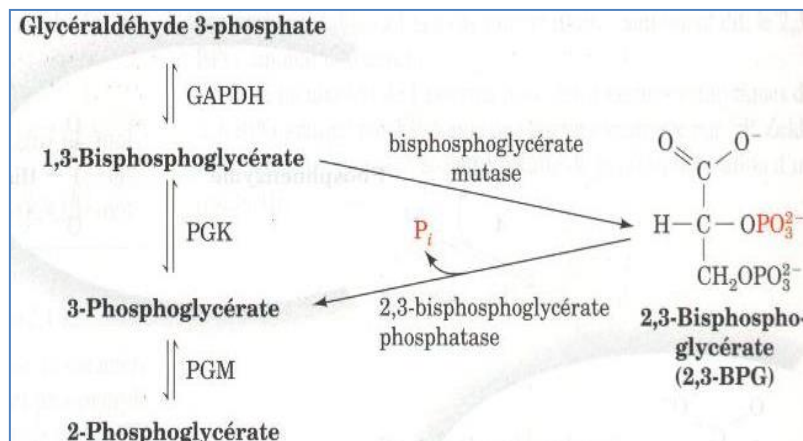 Glycéraldéhyde 3-phosphate
GAPDH
1,3-Bisphosphoglycérate
bisphosphoglycérate
mutase
O
O⁻
C
H–C–OPO₃²⁻
CH₂OPO₃²⁻
Pi
PGK
3-Phosphoglycérate
2,3-bisphosphoglycérate
phosphatase
2,3-Bisphospho-
glycérate
(2,3-BPG)
PGM
2-Phosphoglycérate